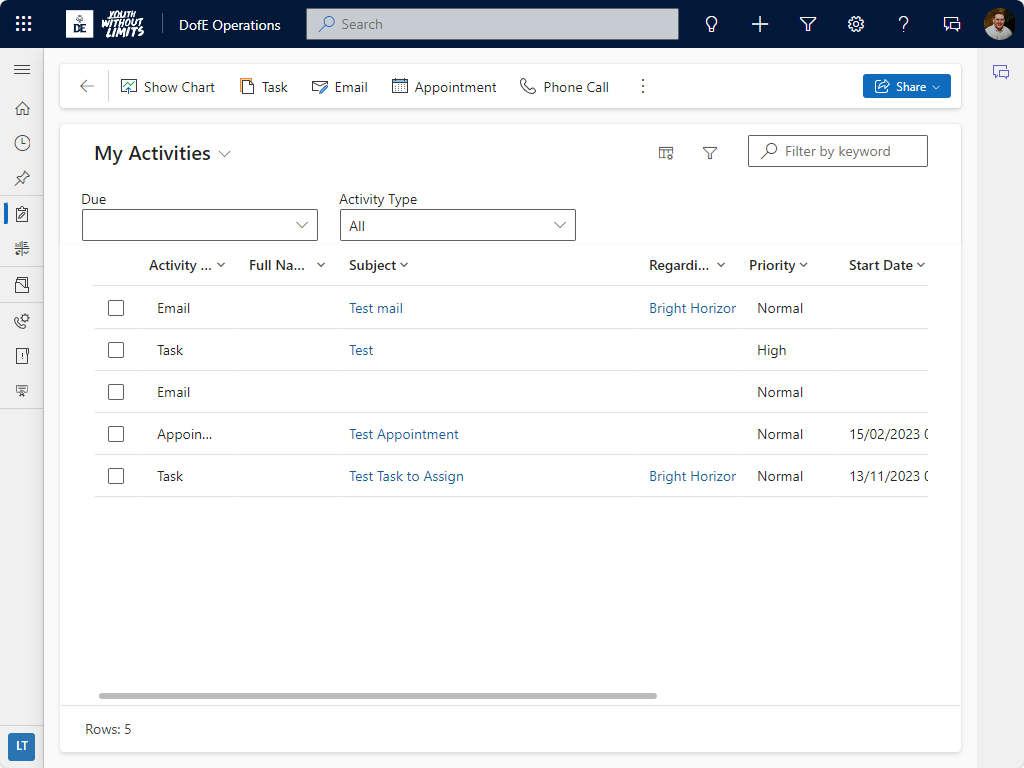 DE
YOUTH
WITHOUT
LIMITS
DofE Operations
Search
Show Chart
Task
Email
Appointment
Phone Call
Share
My Activities
Filter by keyword
Due
Activity Type
All
Activity ... Full Na... Subject Regardi... Priority Start Date
Email Test mail Bright Horizor Normal
Task Test High
Email Normal
Appoin... Test Appointment Normal 15/02/2023 0
Task Test Task to Assign Bright Horizor Normal 13/11/2023 0
Rows: 5
LT